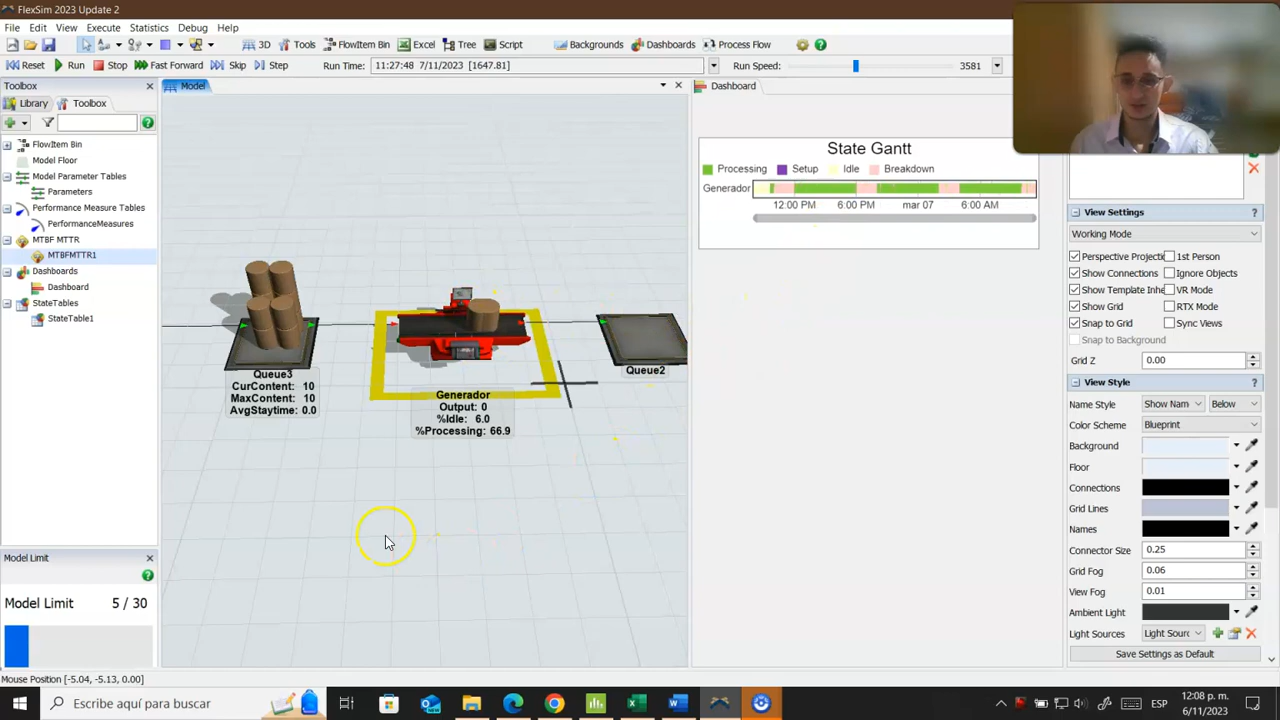 FlexSim 2023 Update 2
File Edit View Execute Statistics Debug Help
3D Tools FlowItem Bin Excel Tree Script Backgrounds Dashboards Process Flow
Reset Run Stop Fast Forward Skip Step Run Time: 11:27:48 7/11/2023 [1647.81] Run Speed: 3581
Toolbox
Library Toolbox
FlowItem Bin
Model Floor
Model Parameter Tables
Parameters
Performance Measure Tables
PerformanceMeasures
MTBF MTTR
MTBFMTTR1
Dashboards
Dashboard
StateTables
StateTable1
Model Limit
Model Limit 5 / 30
Mouse Position [-5.04, -5.13, 0.00]
Model
Queue3
CurContent: 10
MaxContent: 10
AvgStaytime: 0.0
Generador
Output: 0
%Idle: 6.0
%Processing: 66.9
Queue2
Dashboard
State Gantt
Processing Setup Idle Breakdown
Generador
12:00 PM 6:00 PM mar 07 6:00 AM
View Settings ?
Working Mode
Perspective Projectio 1st Person
Show Connections Ignore Objects
Show Template Inhe VR Mode
Show Grid RTX Mode
Snap to Grid Sync Views
Snap to Background
Grid Z 0.00
View Style ?
Name Style Show Nam Below
Color Scheme Blueprint
Background
Floor
Connections
Grid Lines
Names
Connector Size 0.25
Grid Fog 0.06
View Fog 0.01
Ambient Light
Light Sources Light Sourc
Save Settings as Default
Escribe aquí para buscar
ESP
12:08 p. m.
6/11/2023